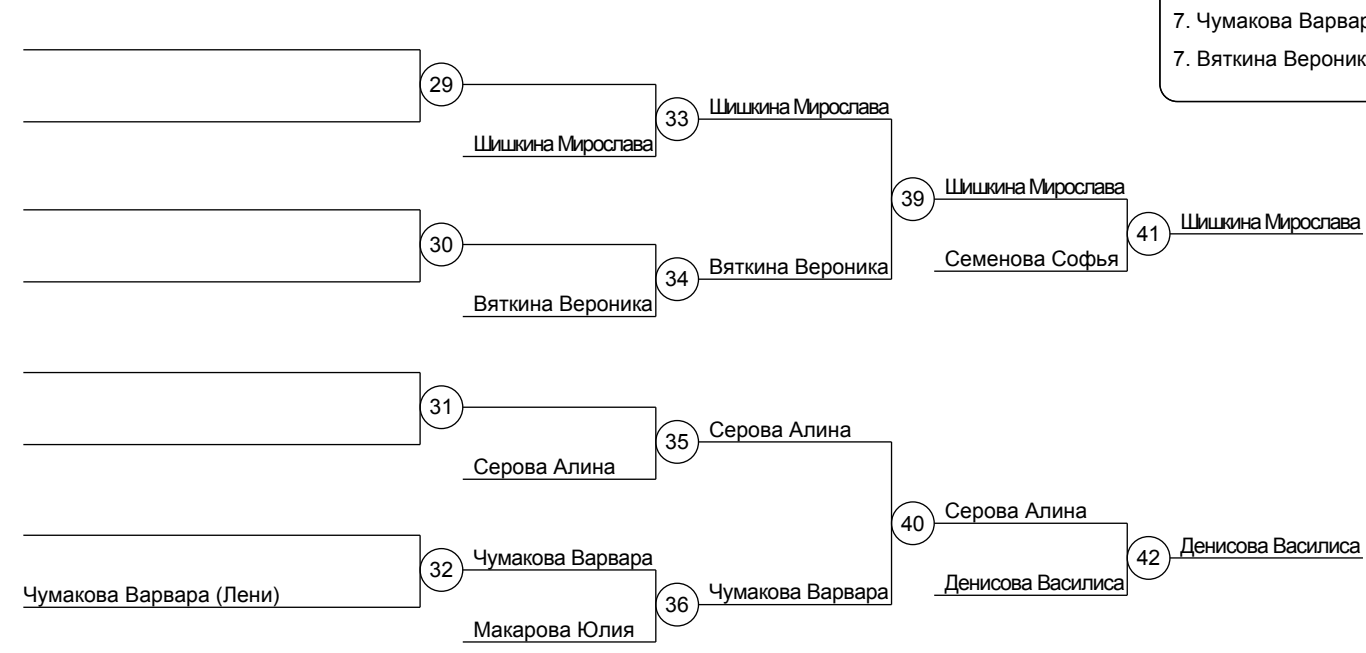 7. Чумакова Варвар
7. Вяткина Вероник
29
Шишкина Мирослава
33
Шишкина Мирослава
39
Шишкина Мирослава
41
Шишкина Мирослава
30
Вяткина Вероника
34
Вяткина Вероника
Семенова Софья
31
Серова Алина
35
Серова Алина
40
Серова Алина
42
Денисова Василиса
Чумакова Варвара (Лени)
32
Чумакова Варвара
Макарова Юлия
36
Чумакова Варвара
Денисова Василиса